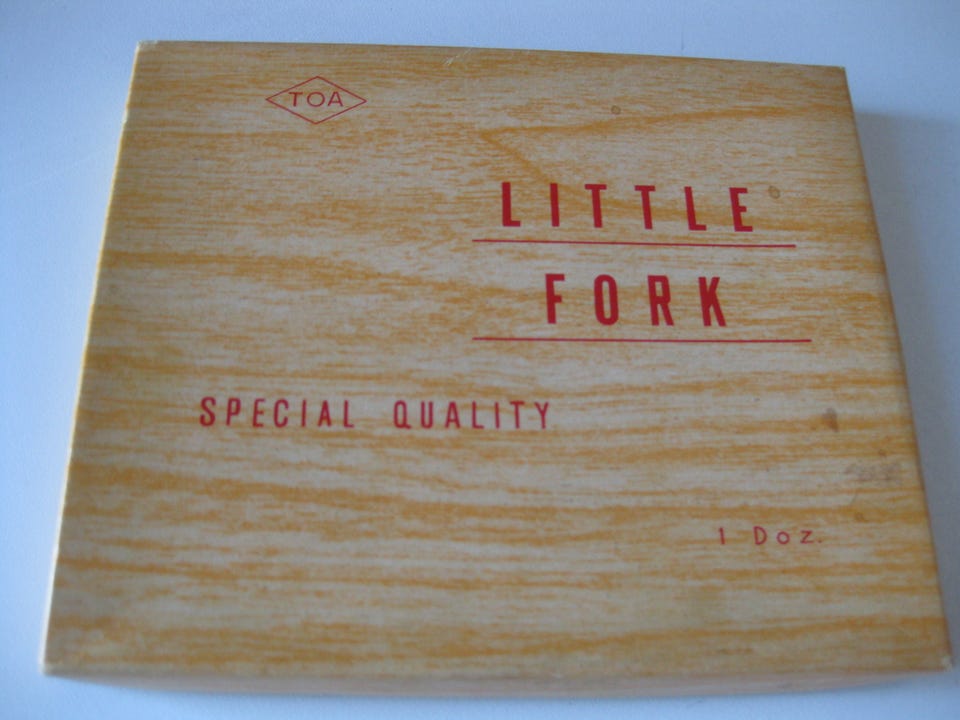 TOA
LITTLE
FORK
SPECIAL QUALITY
1 Doz.